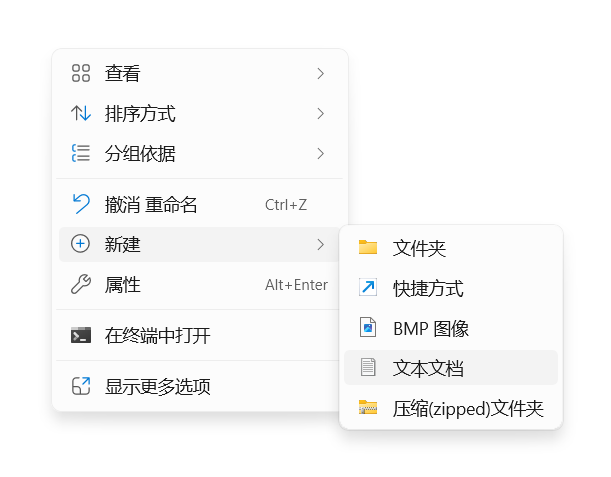 查看
排序方式
分组依据
撤消 重命名 Ctrl+Z
新建
属性 Alt+Enter
在终端中打开
显示更多选项
文件夹
快捷方式
BMP 图像
文本文档
压缩(zipped)文件夹